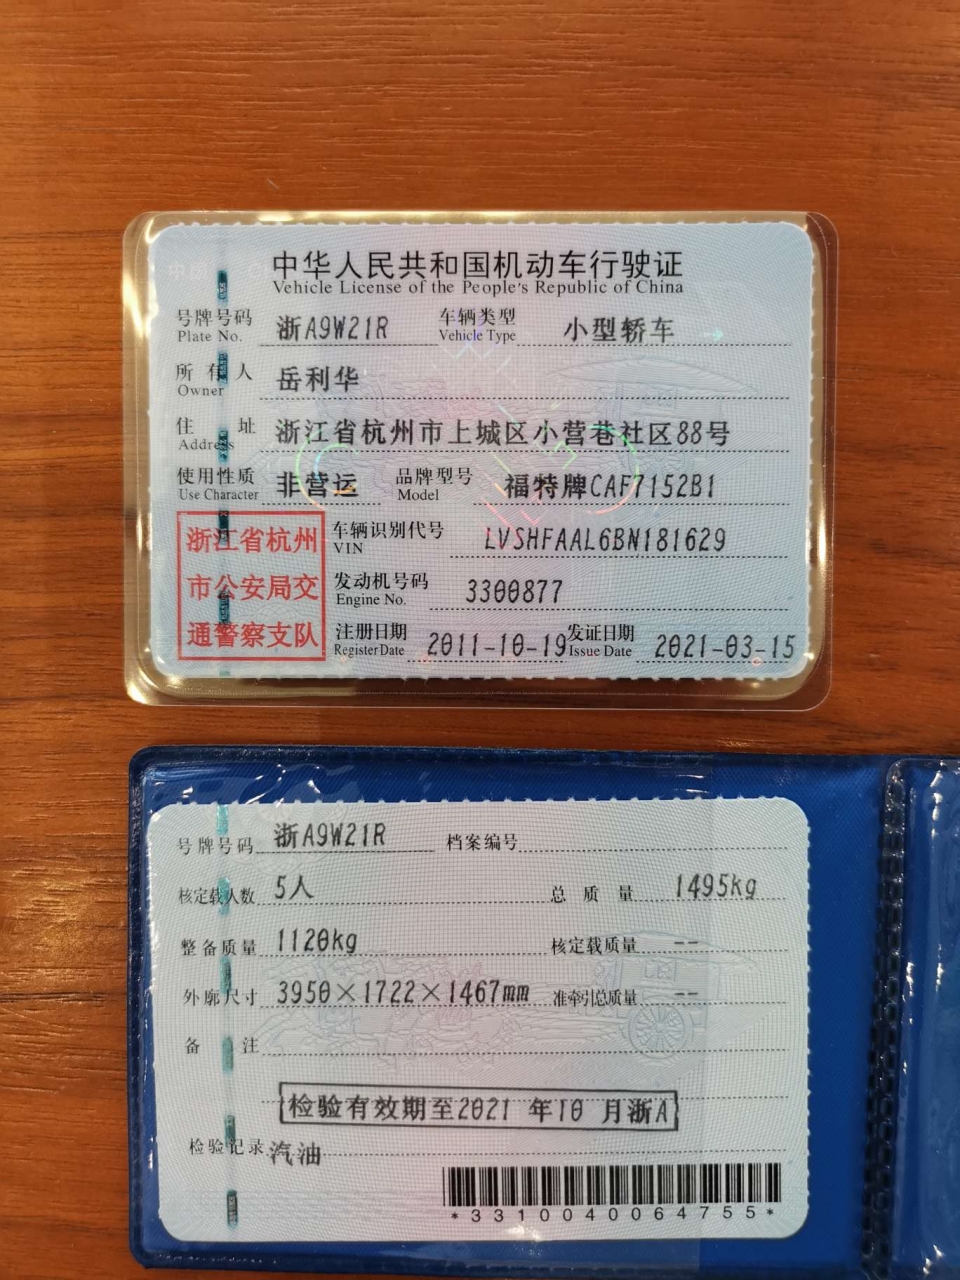 中华人民共和国机动车行驶证
Vehicle License of the People's Republic of China
号牌号码 浙A9W21R 车辆类型 小型轿车
Plate No. Vehicle Type
所有人 岳利华
Owner
住址 浙江省杭州市上城区小营巷社区88号
Address
使用性质 非营运 品牌型号 福特牌CAF7152B1
Use Character Model
浙江省杭州
市公安局交
通警察支队
车辆识别代号 LVSHFAAL6BN181629
VIN
发动机号码 3300877
Engine No.
注册日期 2011-10-19 发证日期 2021-03-15
Register Date Issue Date
号牌号码 浙A9W21R 档案编号
核定载人数 5人 总质量 1495kg
整备质量 1120kg 核定载质量 --
外廓尺寸 3950×1722×1467mm 准牵引总质量 --
备注
检验有效期至2021 年10 月浙A
检验记录 汽油
*3310040064755*